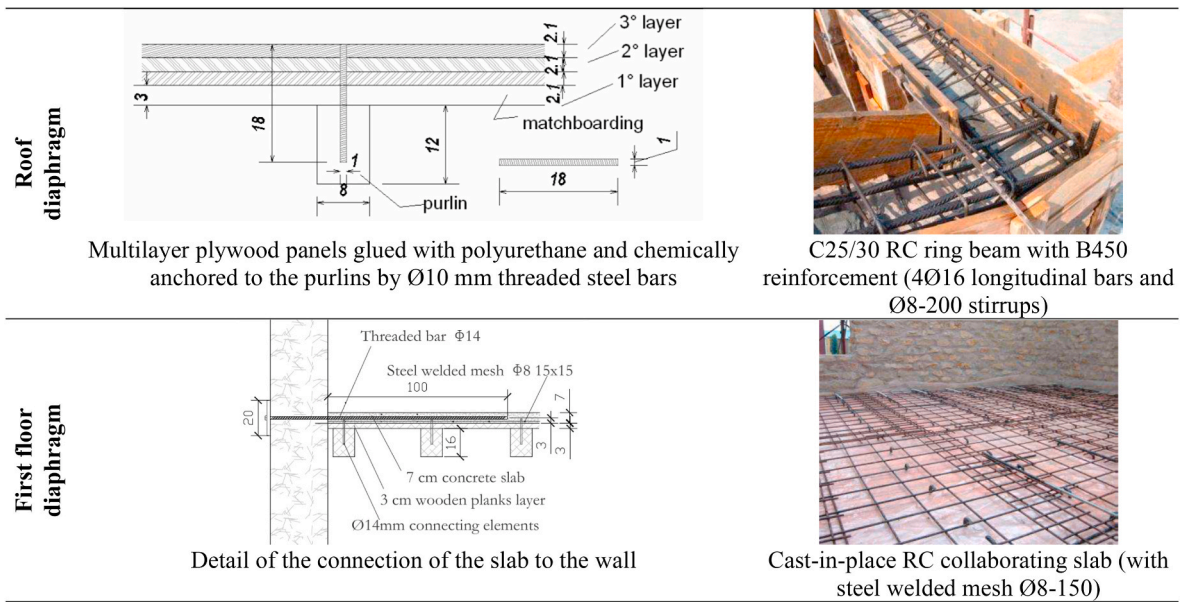 Roof
diaphragm
3° layer
2° layer
1° layer
2.1
2.1
2.1
3
18
12
matchboarding
1
8
purlin
18
1
Multilayer plywood panels glued with polyurethane and chemically
anchored to the purlins by Ø10 mm threaded steel bars
C25/30 RC ring beam with B450
reinforcement (4Ø16 longitudinal bars and
Ø8-200 stirrups)
First floor
diaphragm
Threaded bar Φ14
Steel welded mesh Φ8 15x15
100
20
16
7
3
3
7 cm concrete slab
3 cm wooden planks layer
Ø14mm connecting elements
Detail of the connection of the slab to the wall
Cast-in-place RC collaborating slab (with
steel welded mesh Ø8-150)